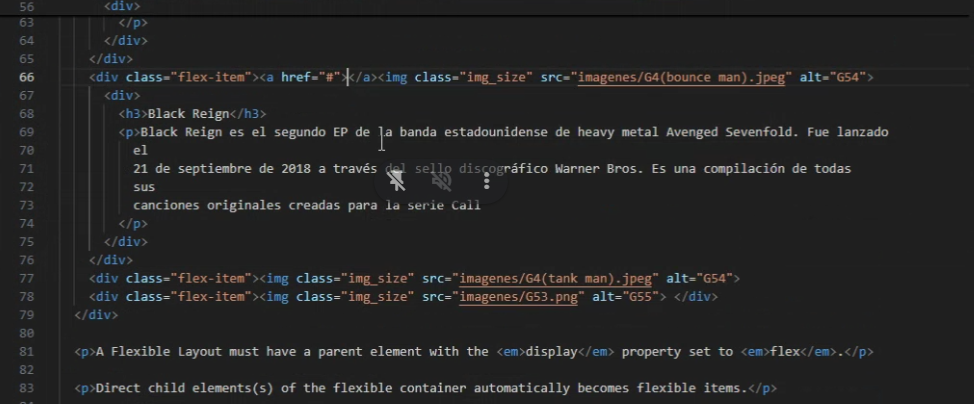 56 <div>
63 </p>
64 </div>
65 </div>
66 <div class="flex-item"><a href="#"></a><img class="img_size" src="imagenes/G4(bounce man).jpeg" alt="G54">
67 <div>
68 <h3>Black Reign</h3>
69 <p>Black Reign es el segundo EP de la banda estadounidense de heavy metal Avenged Sevenfold. Fue lanzado
70 el
71 21 de septiembre de 2018 a través del sello discográfico Warner Bros. Es una compilación de todas
72 sus
73 canciones originales creadas para la serie Call
74 </p>
75 </div>
76 </div>
77 <div class="flex-item"><img class="img_size" src="imagenes/G4(tank man).jpeg" alt="G54">
78 <div class="flex-item"><img class="img_size" src="imagenes/G53.png" alt="G55"> </div>
79 </div>
80
81 <p>A Flexible Layout must have a parent element with the <em>display</em> property set to <em>flex</em>.</p>
82
83 <p>Direct child elements(s) of the flexible container automatically becomes flexible items.</p>